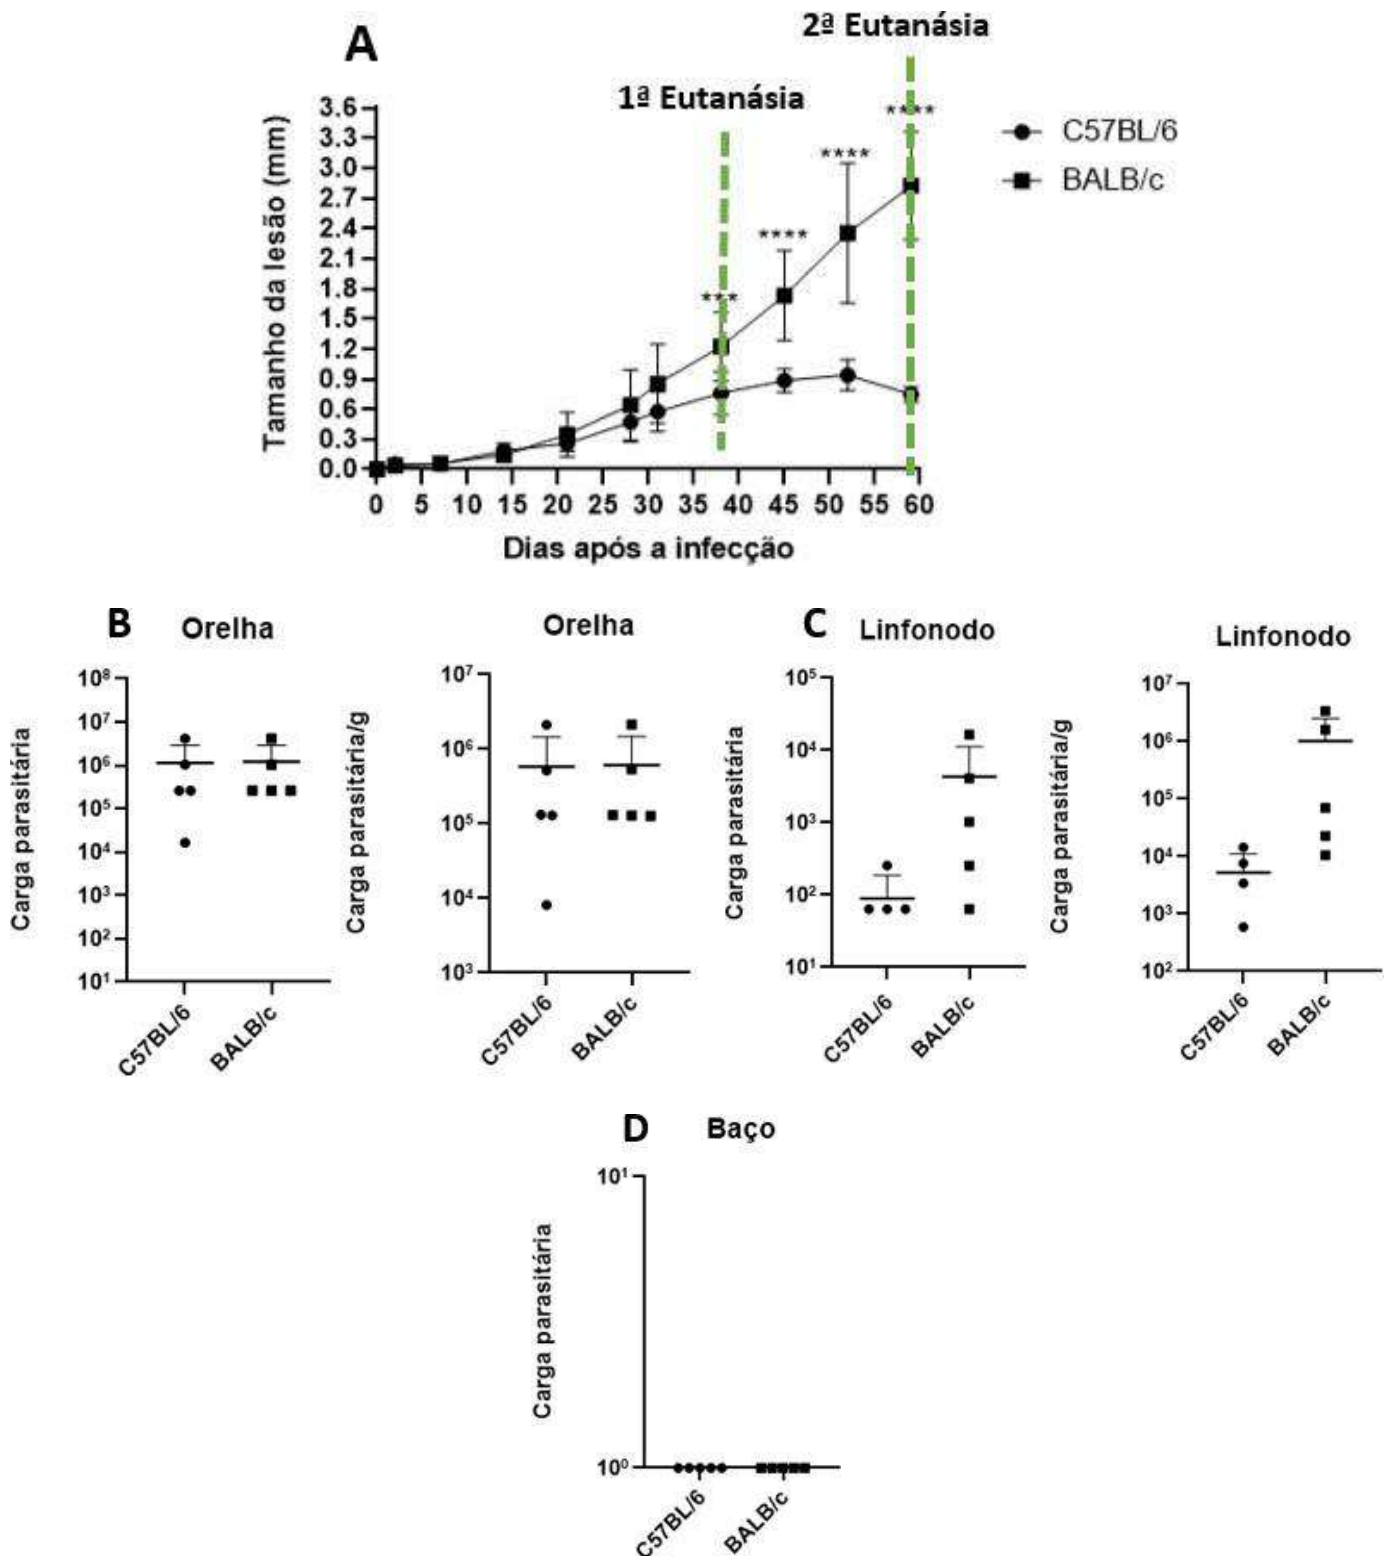 A
2ª Eutanásia
1ª Eutanásia
C57BL/6
BALB/c
Tamanho da lesão (mm)
3.6
3.3
3.0
2.7
2.4
2.1
1.8
1.5
1.2
0.9
0.6
0.3
0.0
***
****
****
****
0 5 10 15 20 25 30 35 40 45 50 55 60
Dias após a infecção
B Orelha
Carga parasitária
10⁸
10⁷
10⁶
10⁵
10⁴
10³
10²
10¹
C57BL/6
BALB/c
Orelha
Carga parasitária/g
10⁷
10⁶
10⁵
10⁴
10³
C57BL/6
BALB/c
C Linfonodo
Carga parasitária
10⁵
10⁴
10³
10²
10¹
C57BL/6
BALB/c
Linfonodo
Carga parasitária/g
10⁷
10⁶
10⁵
10⁴
10³
10²
C57BL/6
BALB/c
D Baço
Carga parasitária
10¹
10⁰
C57BL/6
BALB/c